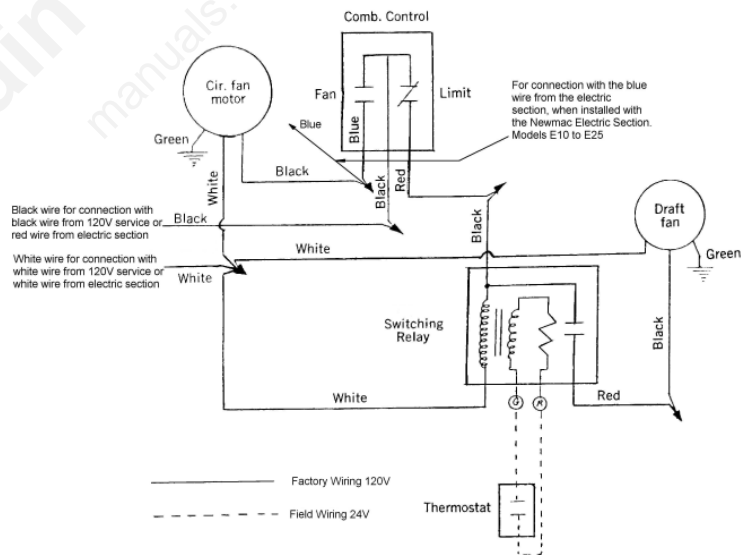 ain
manuals.
Comb. Control
Cir. fan
motor
Fan
Limit
Blue
Blue
Green
Black
White
Black
Red
For connection with the blue
wire from the electric
section, when installed with
the Newmac Electric Section.
Models E10 to E25
Black wire for connection with
black wire from 120V service or
red wire from electric section
Black
White wire for connection with
white wire from 120V service or
white wire from electric section
White
White
Black
Draft
fan
Green
Black
Switching
Relay
White
G
R
Red
Thermostat
Factory Wiring 120V
Field Wiring 24V